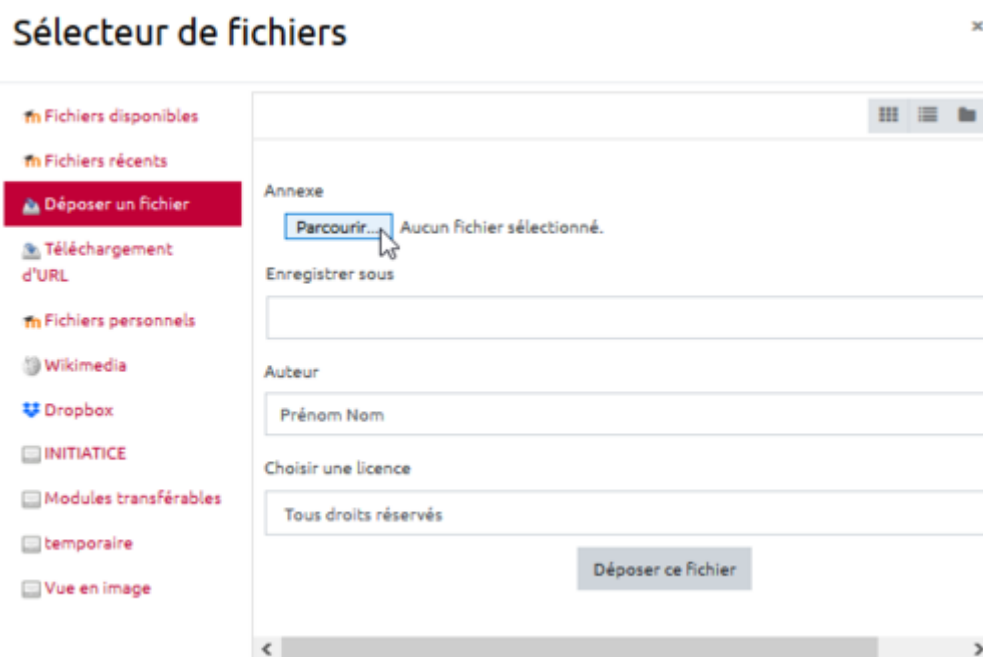 Sélecteur de fichiers
×
Fichiers disponibles
Fichiers récents
Déposer un fichier
Téléchargement
d'URL
Fichiers personnels
Wikimedia
Dropbox
INITIATICE
Modules transférables
temporaire
Vue en image
Annexe
Parcourir... Aucun fichier sélectionné.
Enregistrer sous
Auteur
Prénom Nom
Choisir une licence
Tous droits réservés
Déposer ce fichier